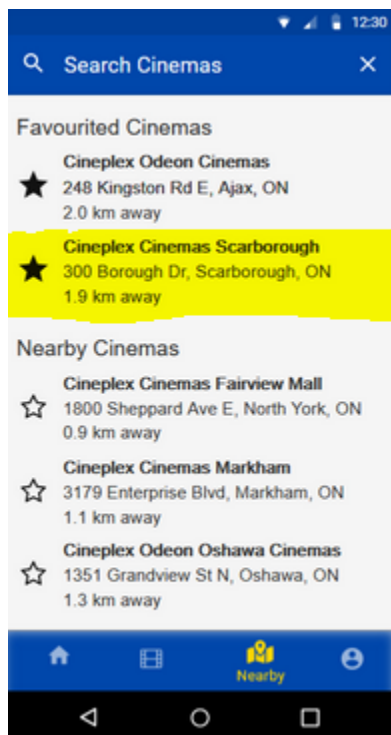 12:30
Search Cinemas
Favourited Cinemas
Cineplex Odeon Cinemas
248 Kingston Rd E, Ajax, ON
2.0 km away
Cineplex Cinemas Scarborough
300 Borough Dr, Scarborough, ON
1.9 km away
Nearby Cinemas
Cineplex Cinemas Fairview Mall
1800 Sheppard Ave E, North York, ON
0.9 km away
Cineplex Cinemas Markham
3179 Enterprise Blvd, Markham, ON
1.1 km away
Cineplex Odeon Oshawa Cinemas
1351 Grandview St N, Oshawa, ON
1.3 km away
Nearby